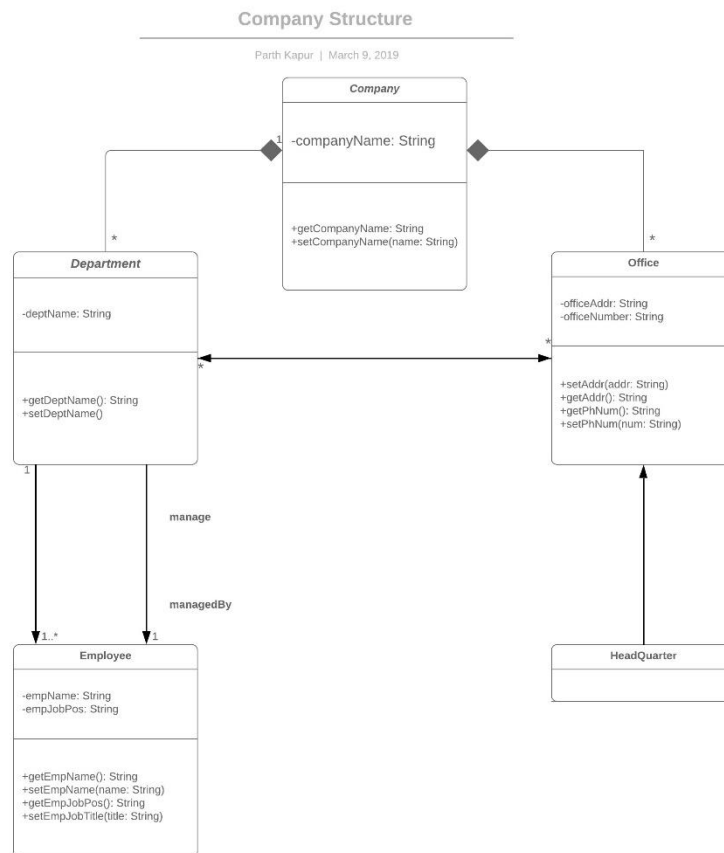 Company Structure
Parth Kapur | March 9, 2019
Company
1
-companyName: String
+getCompanyName: String
+setCompanyName(name: String)
*
*
Department
-deptName: String
+getDeptName(): String
+setDeptName()
Office
-officeAddr: String
-officeNumber: String
+setAddr(addr: String)
+getAddr(): String
+getPhNum(): String
+setPhNum(num: String)
*
*
1
manage
managedBy
1..*
1
Employee
-empName: String
-empJobPos: String
+getEmpName(): String
+setEmpName(name: String)
+getEmpJobPos(): String
+setEmpJobTitle(title: String)
HeadQuarter